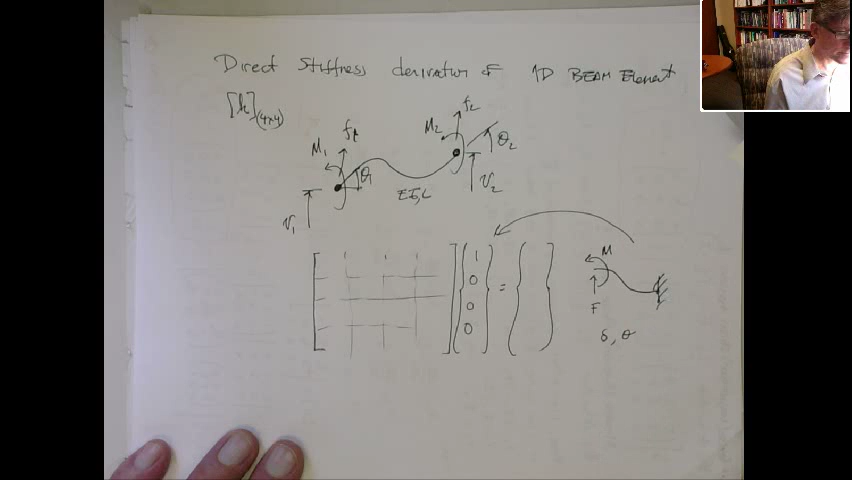 Direct Stiffness derivation of 1D BEAM Element
[k](4x4)
f1
M1
θ1
v1
EI, L
M2
f2
θ2
v2
1
0
0
0
=
M
F
δ, θ